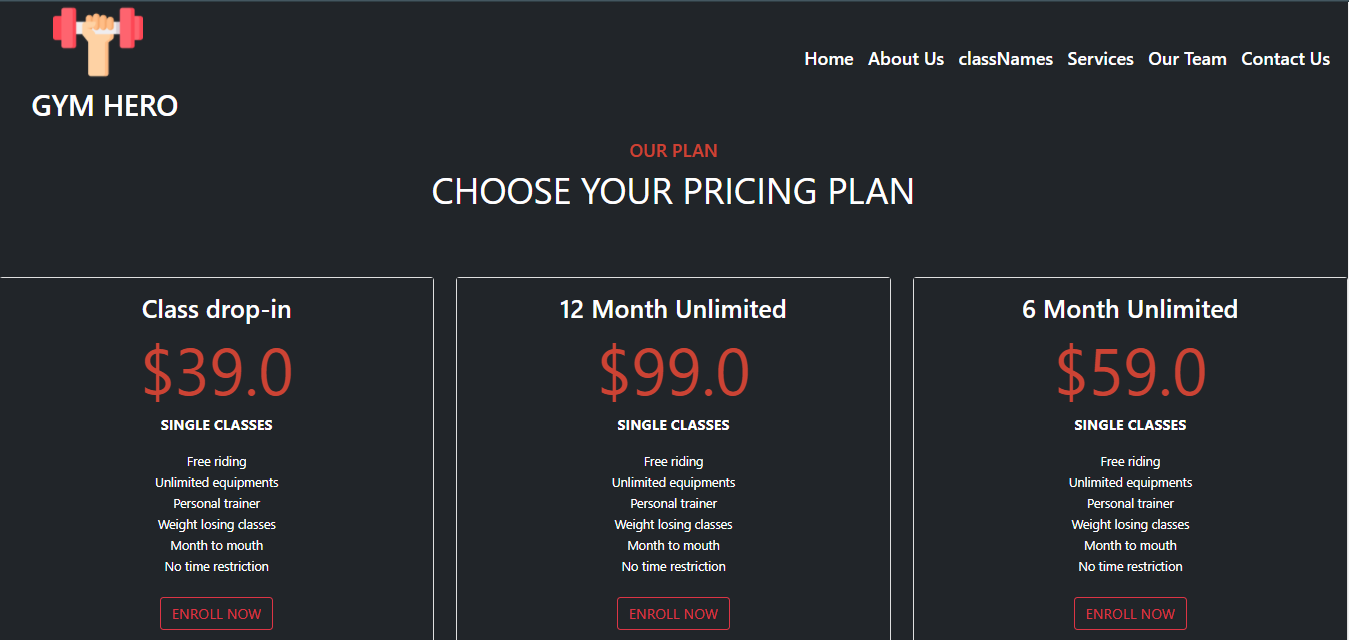 GYM HERO
Home About Us classNames Services Our Team Contact Us
OUR PLAN
CHOOSE YOUR PRICING PLAN
Class drop-in
$39.0
SINGLE CLASSES
Free riding
Unlimited equipments
Personal trainer
Weight losing classes
Month to mouth
No time restriction
ENROLL NOW
12 Month Unlimited
$99.0
SINGLE CLASSES
Free riding
Unlimited equipments
Personal trainer
Weight losing classes
Month to mouth
No time restriction
ENROLL NOW
6 Month Unlimited
$59.0
SINGLE CLASSES
Free riding
Unlimited equipments
Personal trainer
Weight losing classes
Month to mouth
No time restriction
ENROLL NOW